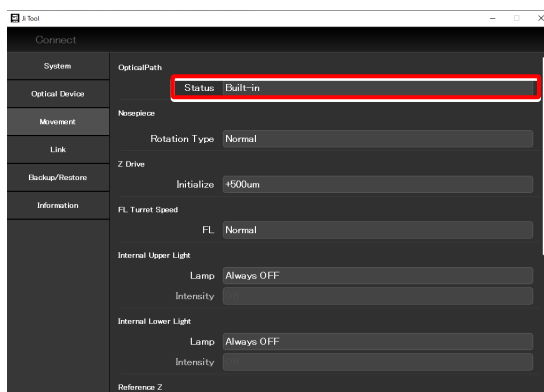 Ji Tool
Connect
System
Optical Device
Movement
Link
Backup/Restore
Information
OpticalPath
Status Built-in
Nosepiece
Rotation Type Normal
Z Drive
Initialize +500um
FL Turret Speed
FL Normal
Internal Upper Light
Lamp Always OFF
Intensity
Internal Lower Light
Lamp Always OFF
Intensity
Reference Z